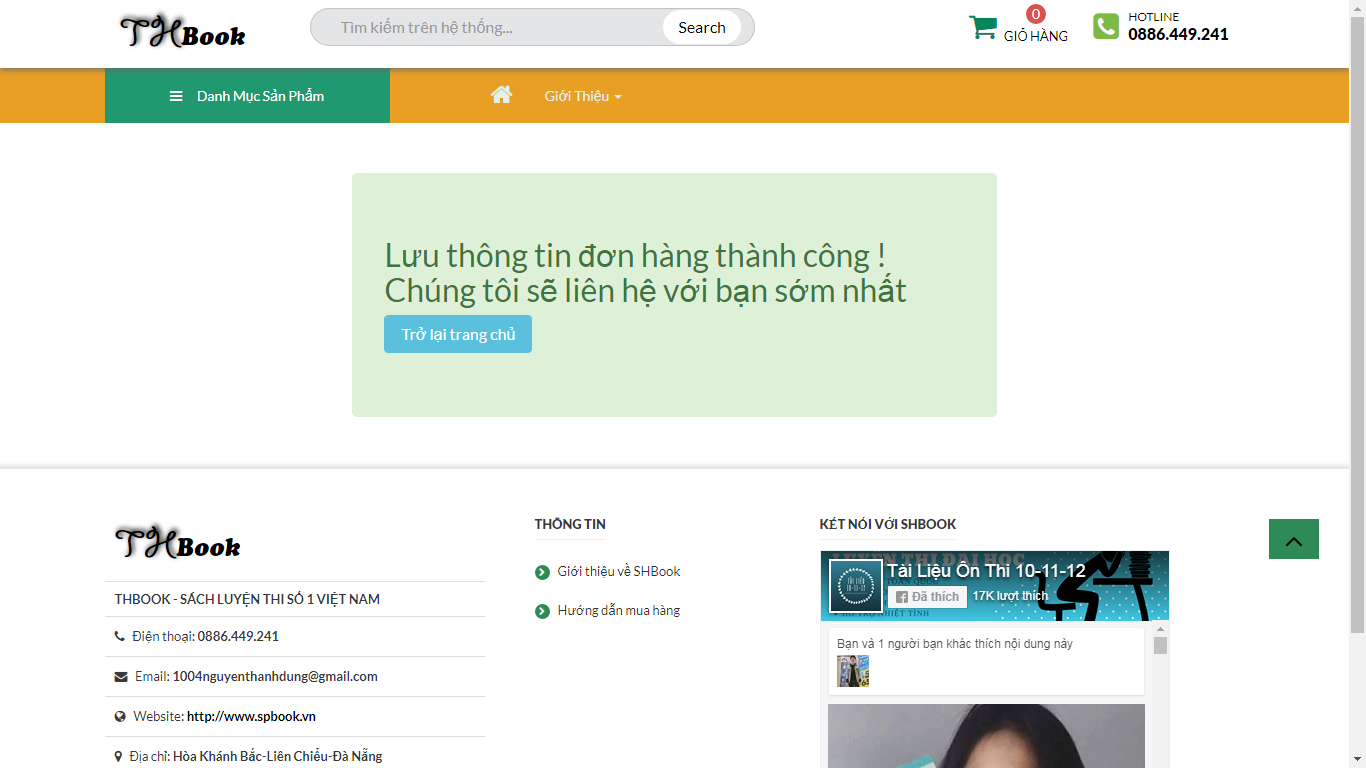 THBook
Tìm kiếm trên hệ thống...
Search
0
GIỎ HÀNG
HOTLINE
0886.449.241
Danh Mục Sản Phẩm
Giới Thiệu
Lưu thông tin đơn hàng thành công !
Chúng tôi sẽ liên hệ với bạn sớm nhất
Trở lại trang chủ
THBook
THBOOK - SÁCH LUYỆN THI SỐ 1 VIỆT NAM
Điện thoại: 0886.449.241
Email: 1004nguyenthanhdung@gmail.com
Website: http://www.spbook.vn
Địa chỉ: Hòa Khánh Bắc-Liên Chiểu-Đà Nẵng
THÔNG TIN
Giới thiệu về SHBook
Hướng dẫn mua hàng
KẾT NỐI VỚI SHBOOK
LUYỆN THI ĐẠI HỌC
Tài Liệu Ôn Thi 10-11-12
Đã thích
17K lượt thích
Bạn và 1 người bạn khác thích nội dung này